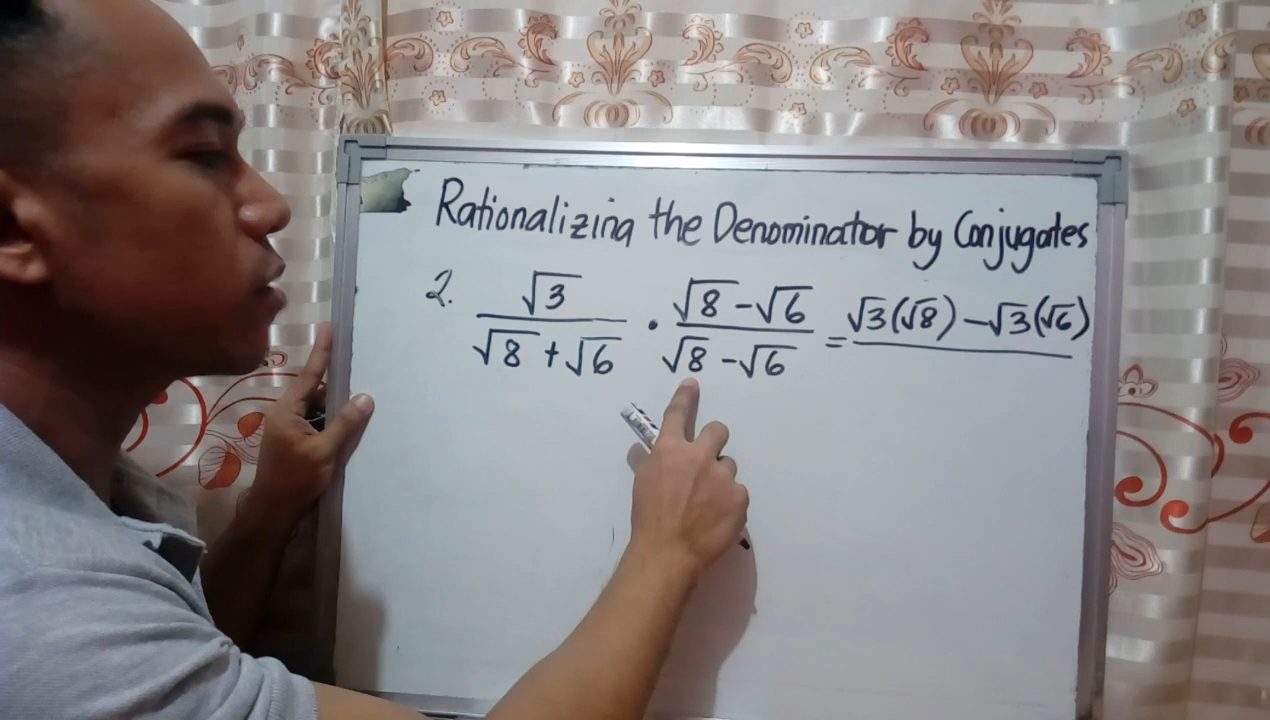 Rationalizing the Denominator by Conjugates
2. √3 / (√8 + √6) · (√8 - √6) / (√8 - √6) = √3(√8) - √3(√6)